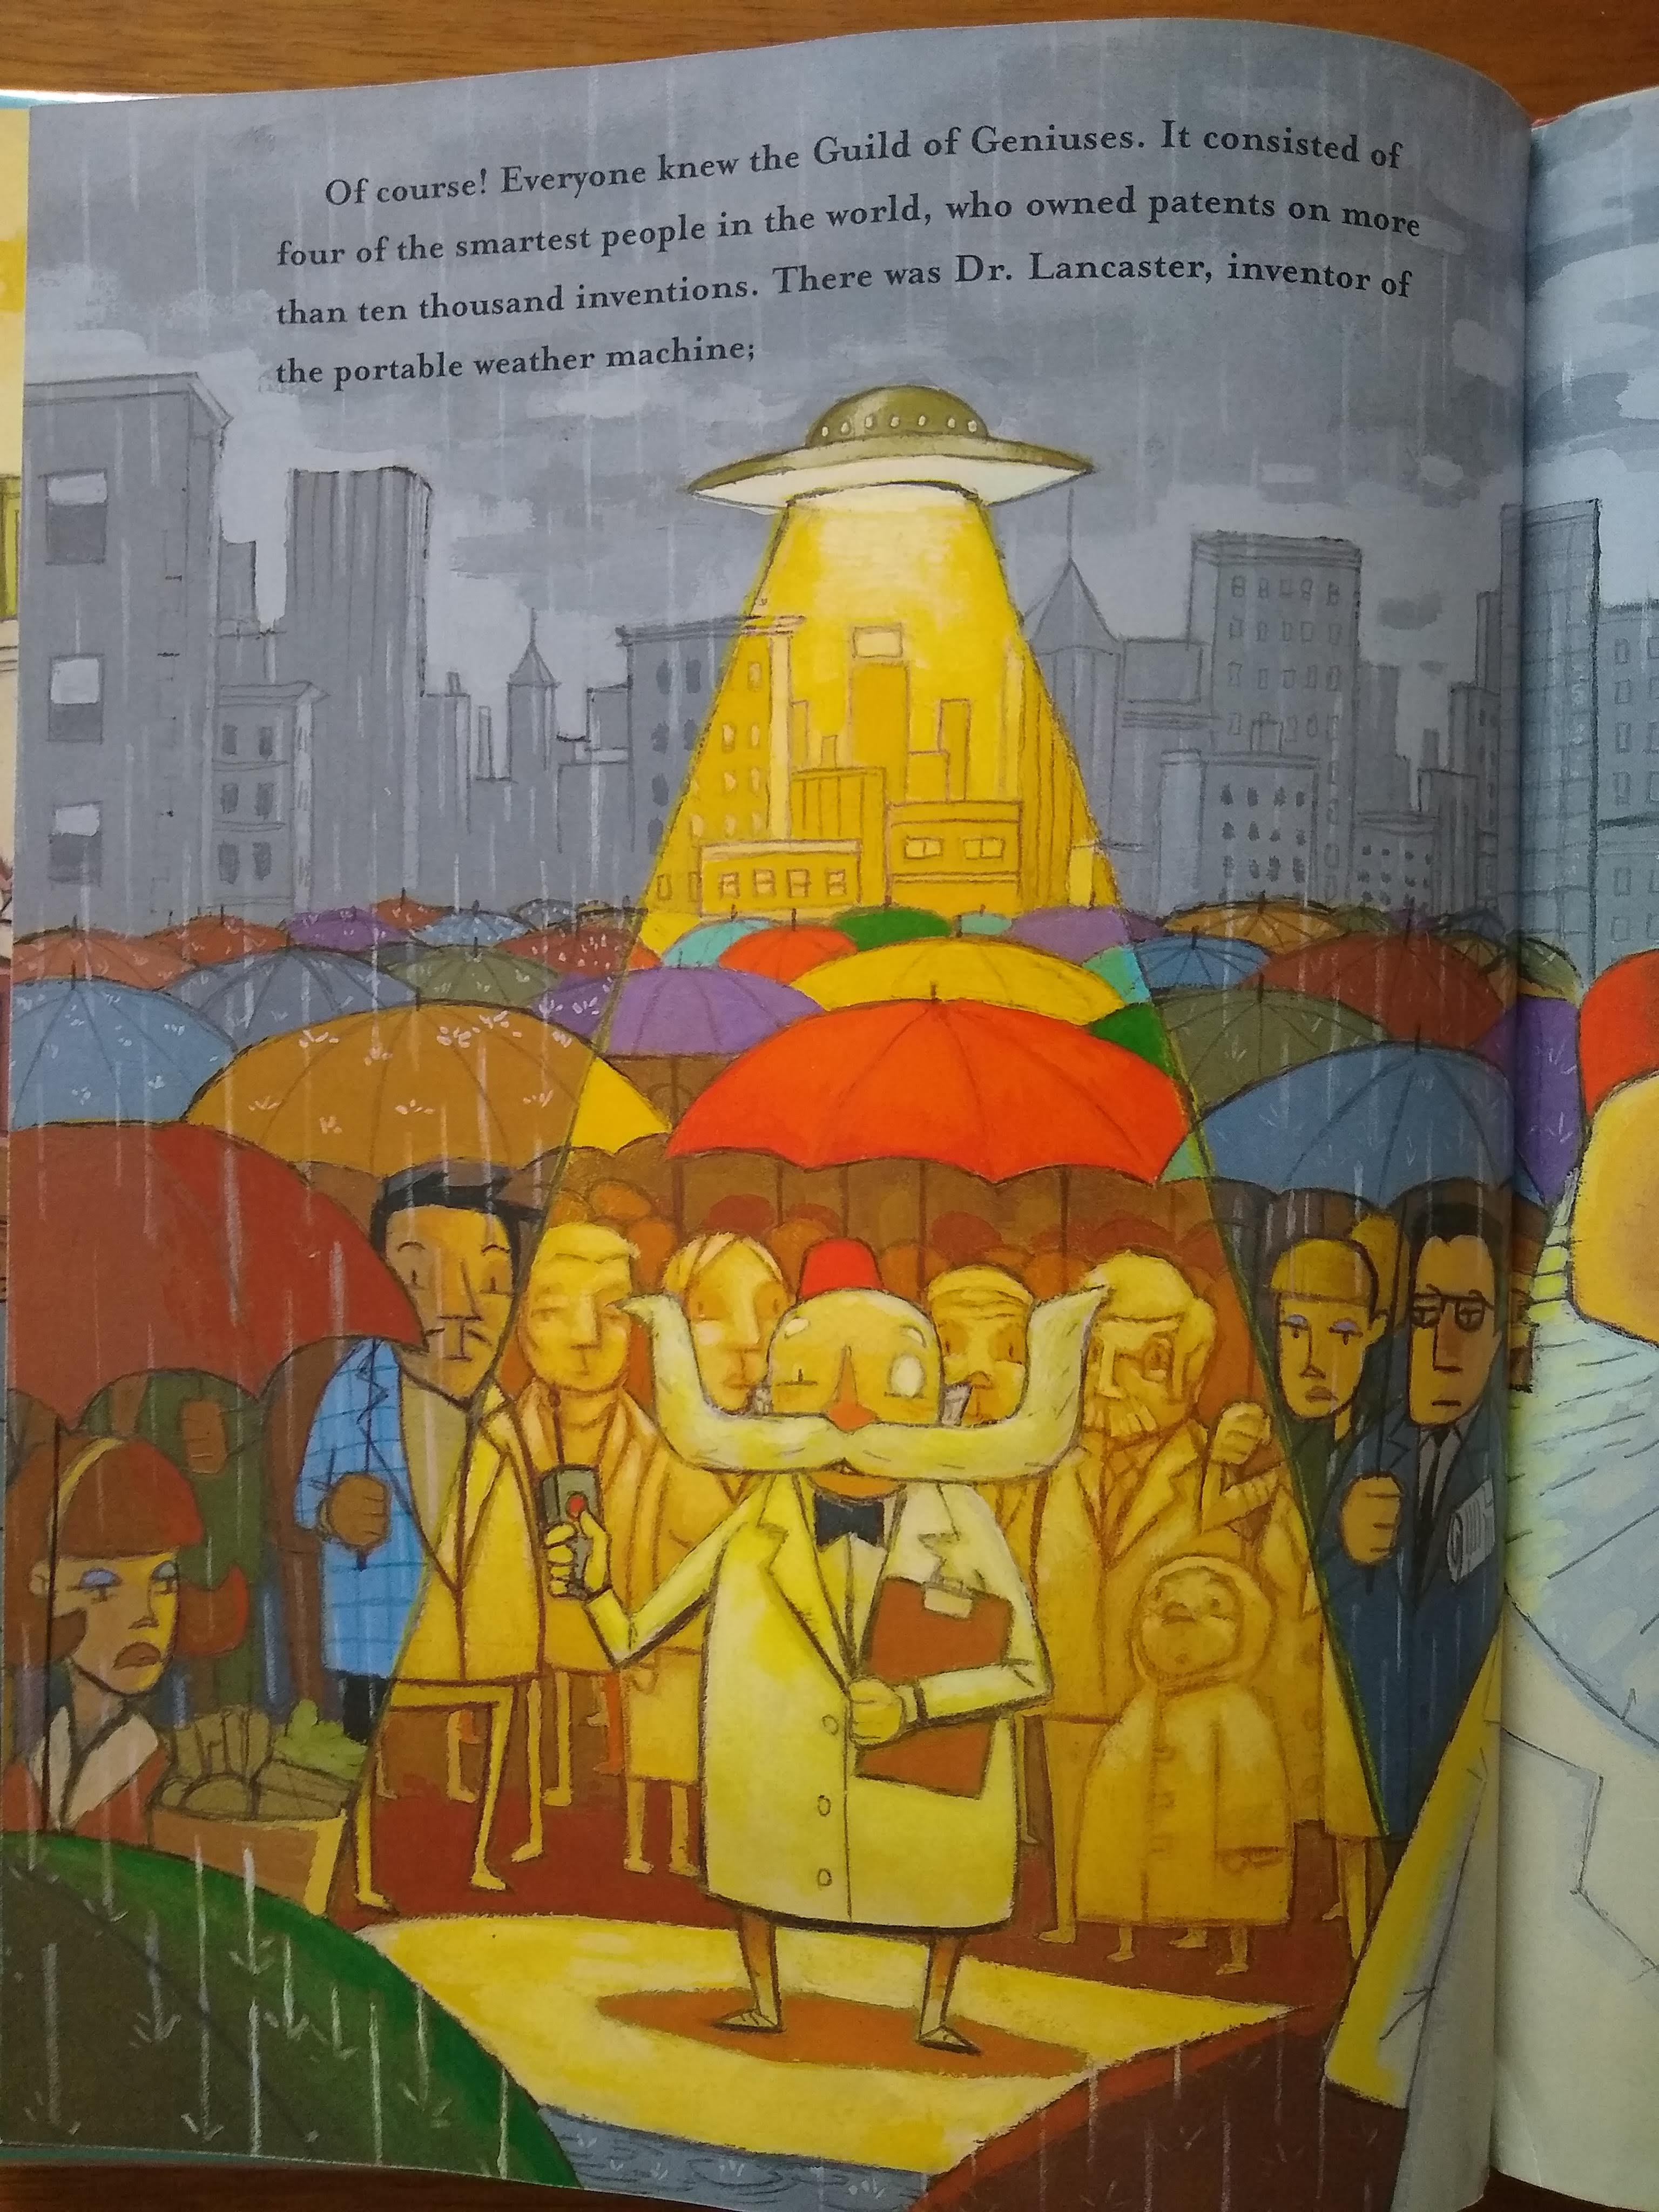 Of course! Everyone knew the Guild of Geniuses. It consisted of
four of the smartest people in the world, who owned patents on more
than ten thousand inventions. There was Dr. Lancaster, inventor of
the portable weather machine;